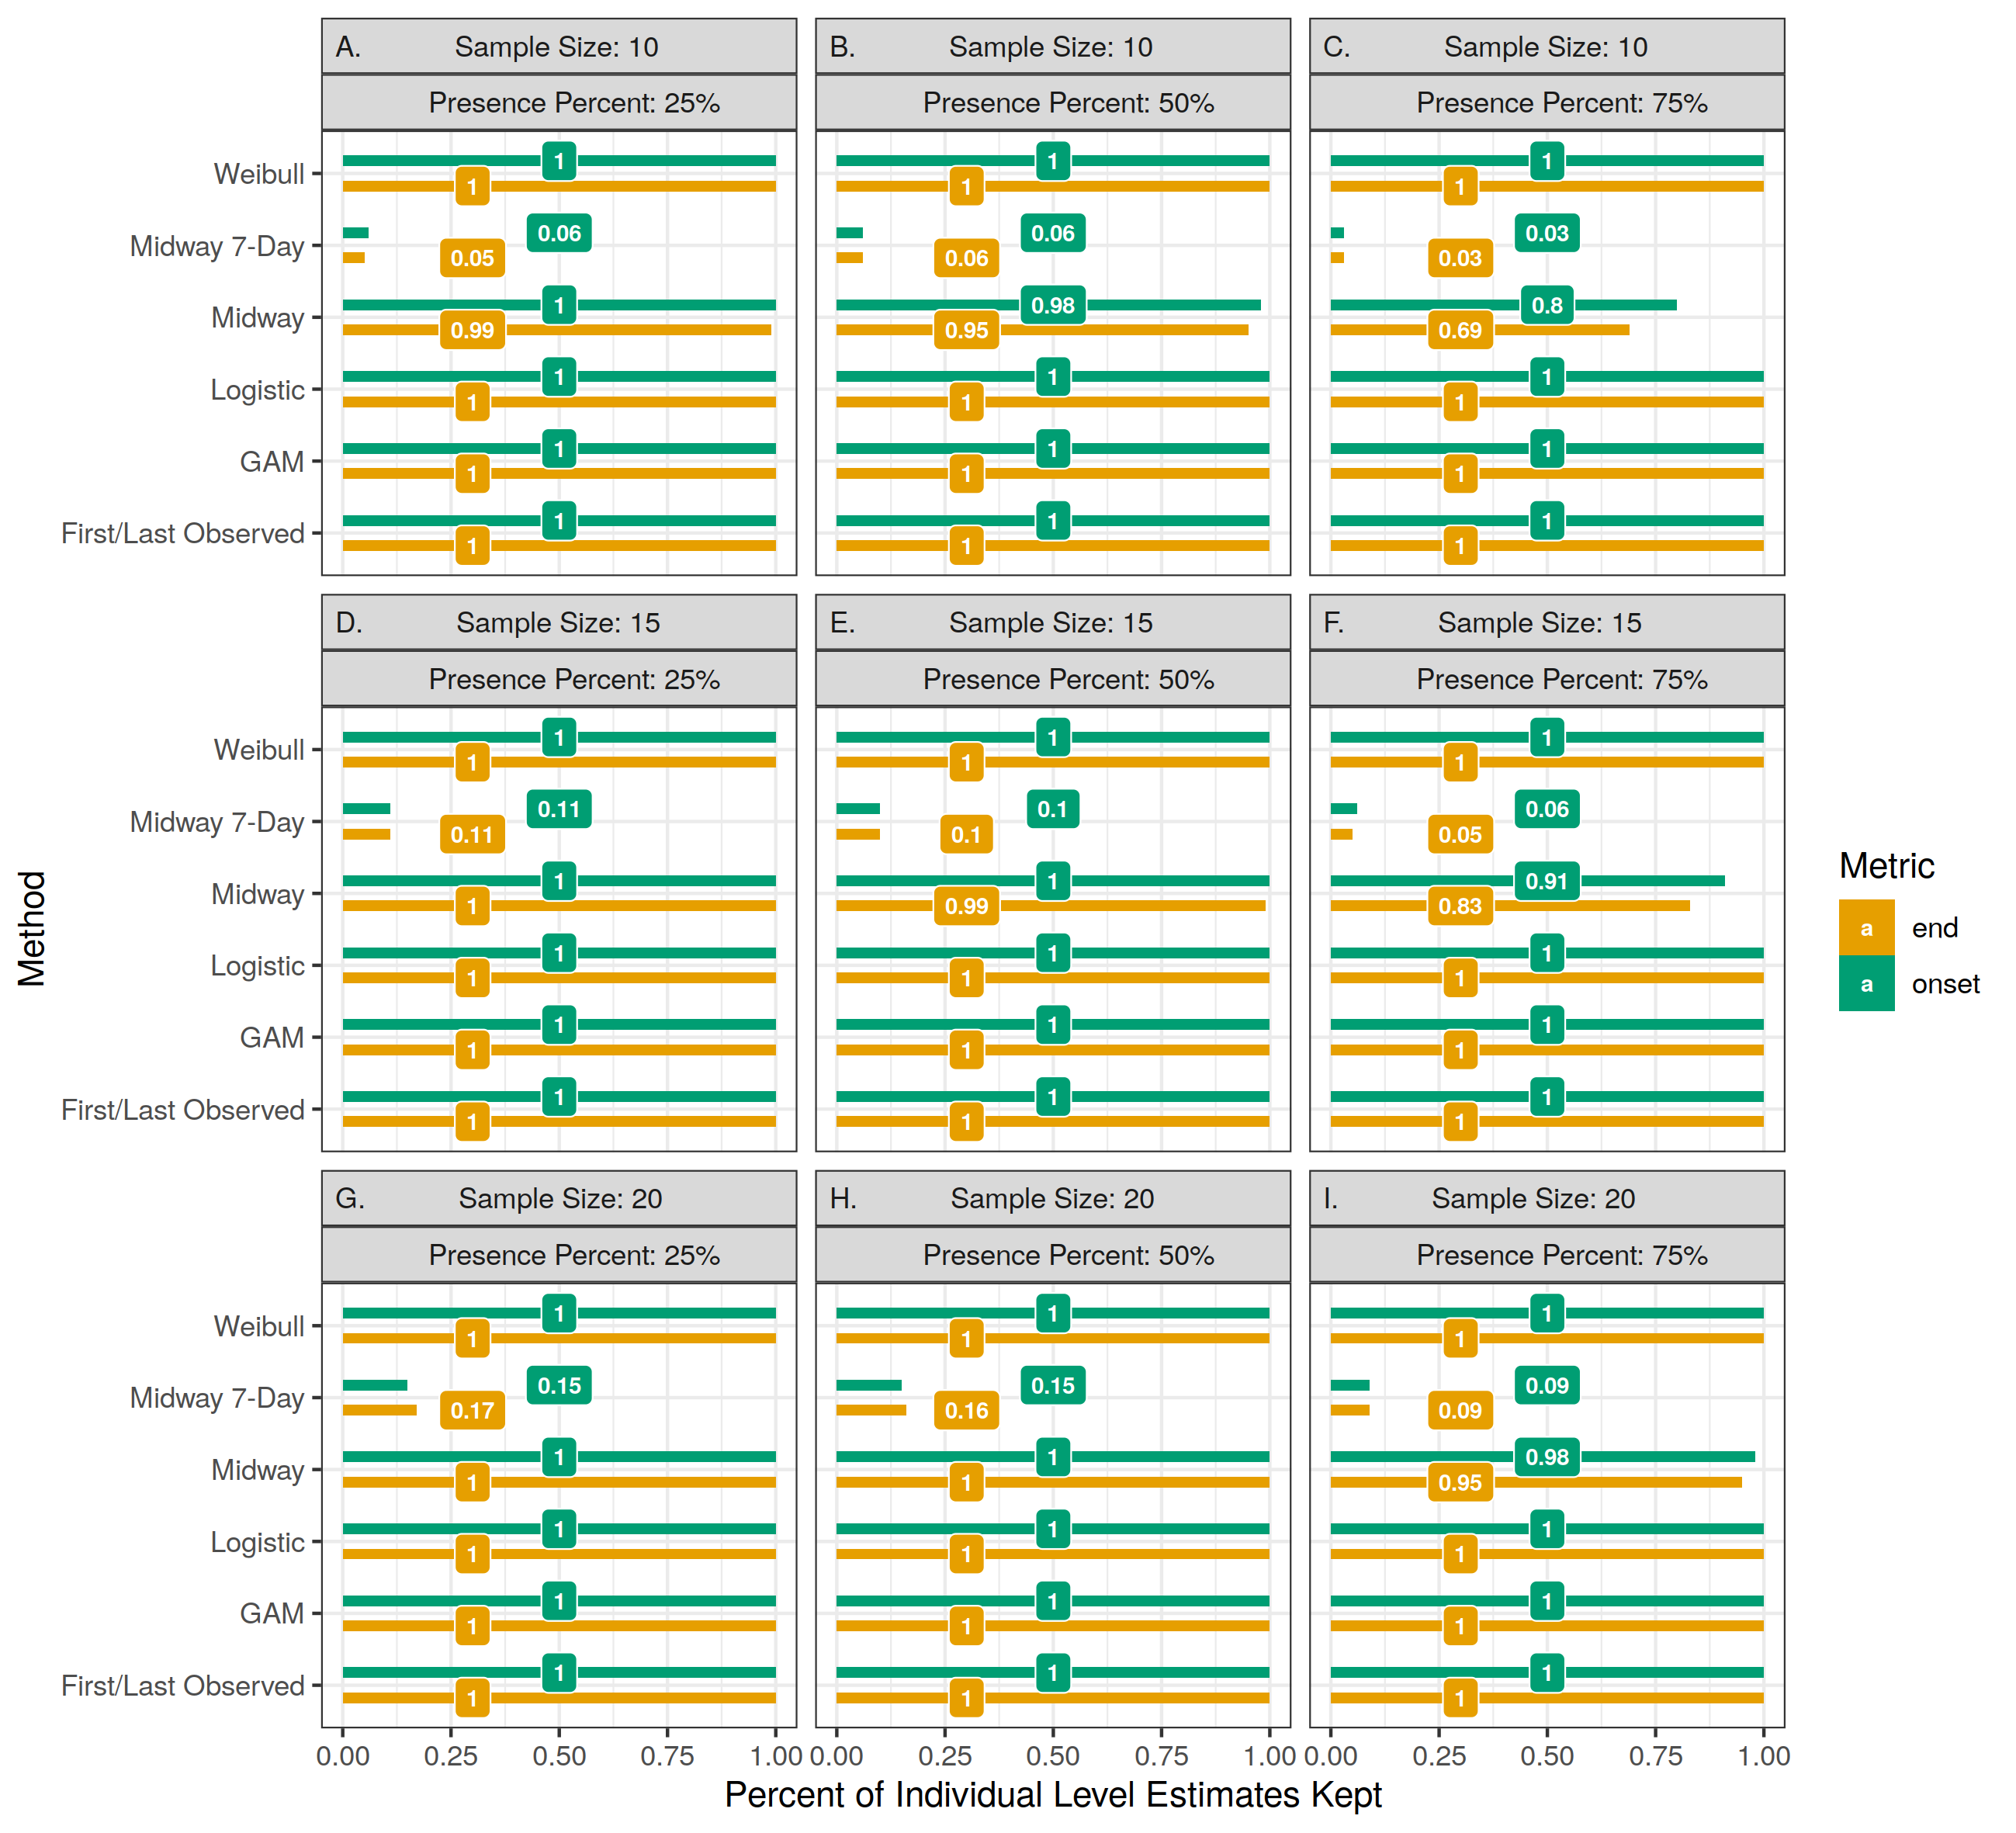 A. Sample Size: 10
Presence Percent: 25%
B. Sample Size: 10
Presence Percent: 50%
C. Sample Size: 10
Presence Percent: 75%
Weibull
1 1 1
1 1 1
Midway 7-Day
0.06 0.06 0.03
0.05 0.06 0.03
Midway
1 0.98 0.8
0.99 0.95 0.69
Logistic
1 1 1
1 1 1
GAM
1 1 1
1 1 1
First/Last Observed
1 1 1
1 1 1
D. Sample Size: 15
Presence Percent: 25%
E. Sample Size: 15
Presence Percent: 50%
F. Sample Size: 15
Presence Percent: 75%
Weibull
1 1 1
1 1 1
Midway 7-Day
0.11 0.1 0.06
0.11 0.1 0.05
Midway
1 1 0.91
1 0.99 0.83
Logistic
1 1 1
1 1 1
GAM
1 1 1
1 1 1
First/Last Observed
1 1 1
1 1 1
G. Sample Size: 20
Presence Percent: 25%
H. Sample Size: 20
Presence Percent: 50%
I. Sample Size: 20
Presence Percent: 75%
Weibull
1 1 1
1 1 1
Midway 7-Day
0.15 0.15 0.09
0.17 0.16 0.09
Midway
1 1 0.98
1 1 0.95
Logistic
1 1 1
1 1 1
GAM
1 1 1
1 1 1
First/Last Observed
1 1 1
1 1 1
0.00 0.25 0.50 0.75 1.00 0.00 0.25 0.50 0.75 1.00 0.00 0.25 0.50 0.75 1.00
Percent of Individual Level Estimates Kept
Method
Metric
a end
a onset